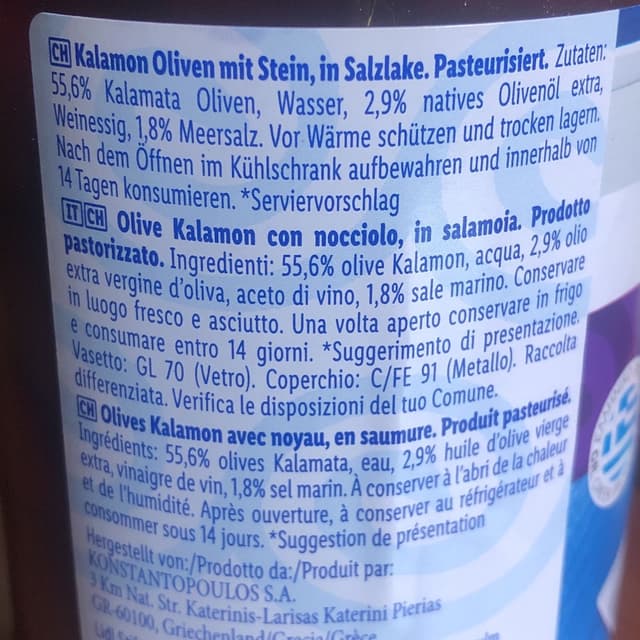 CH Kalamon Oliven mit Stein, in Salzlake. Pasteurisiert. Zutaten:
55,6% Kalamata Oliven, Wasser, 2,9% natives Olivenöl extra,
Weinessig, 1,8% Meersalz. Vor Wärme schützen und trocken lagern.
Nach dem Öffnen im Kühlschrank aufbewahren und innerhalb von
14 Tagen konsumieren. *Serviervorschlag
IT CH Olive Kalamon con nocciolo, in salamoia. Prodotto
pastorizzato. Ingredienti: 55,6% olive Kalamon, acqua, 2,9% olio
extra vergine d'oliva, aceto di vino, 1,8% sale marino. Conservare
in luogo fresco e asciutto. Una volta aperto conservare in frigo
e consumare entro 14 giorni. *Suggerimento di presentazione.
Vasetto: GL 70 (Vetro). Coperchio: C/FE 91 (Metallo). Raccolta
differenziata. Verifica le disposizioni del tuo Comune.
CH Olives Kalamon avec noyau, en saumure. Produit pasteurisé.
Ingrédients: 55,6% olives Kalamata, eau, 2,9% huile d'olive vierge
extra, vinaigre de vin, 1,8% sel marin. À conserver à l'abri de la chaleur
et de l'humidité. Après ouverture, à conserver au réfrigérateur et à
consommer sous 14 jours. *Suggestion de présentation
Hergestellt von:/Prodotto da:/Produit par:
KONSTANTOPOULOS S.A.
3 Km Nat. Str. Katerinis-Larisas Katerini Pierias
GR-60100, Griechenland/Grecia/Grèce
Lidl